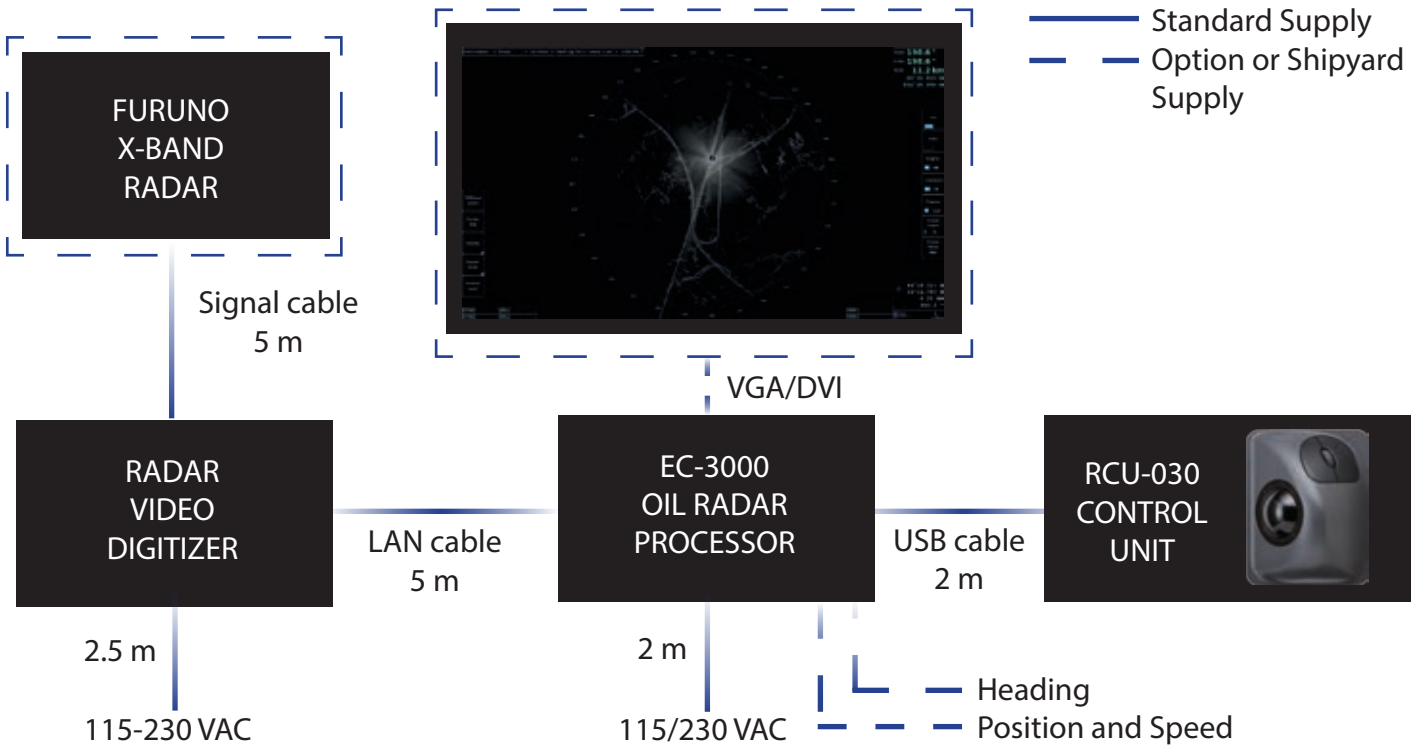 Standard Supply
Option or Shipyard
Supply
FURUNO
X-BAND
RADAR
Signal cable
5 m
VGA/DVI
RADAR
VIDEO
DIGITIZER
LAN cable
5 m
EC-3000
OIL RADAR
PROCESSOR
USB cable
2 m
RCU-030
CONTROL
UNIT
2.5 m
115-230 VAC
2 m
115/230 VAC
Heading
Position and Speed